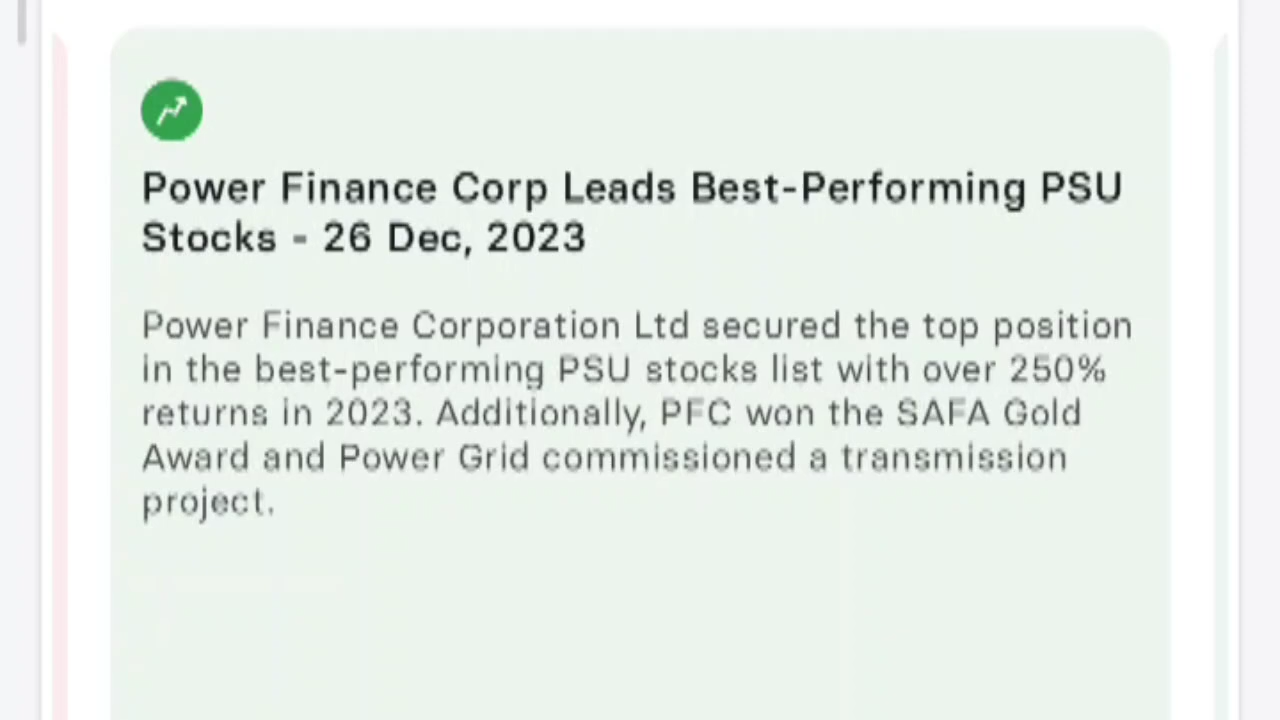 Power Finance Corp Leads Best-Performing PSU
Stocks - 26 Dec, 2023
Power Finance Corporation Ltd secured the top position
in the best-performing PSU stocks list with over 250%
returns in 2023. Additionally, PFC won the SAFA Gold
Award and Power Grid commissioned a transmission
project.